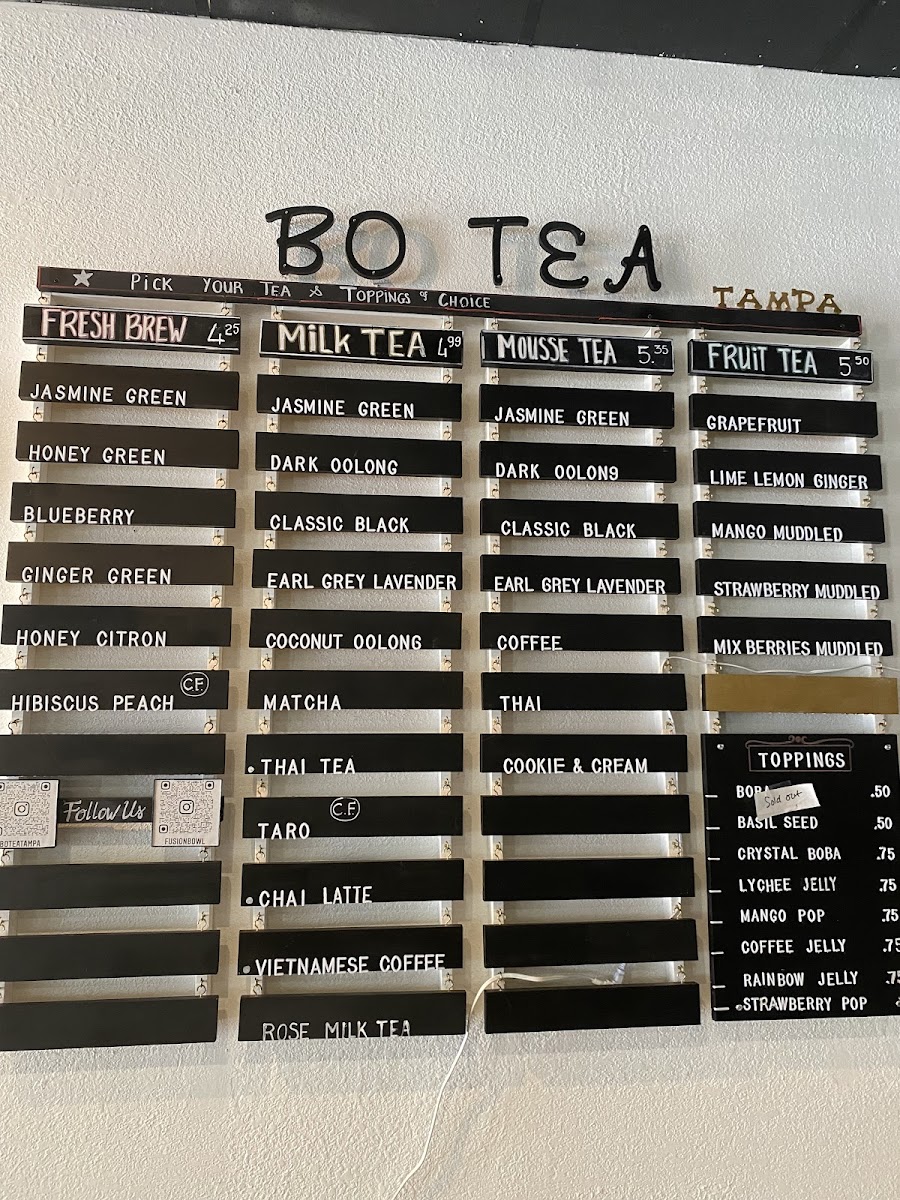 BO TEA
TAMPA
PICK YOUR TEA & TOPPINGS of CHOICE
FRESH BREW 4.25
JASMINE GREEN
HONEY GREEN
BLUEBERRY
GINGER GREEN
HONEY CITRON
HIBISCUS PEACH C.F.
Follow Us
BOTEATAMPA
FUSIONBOWL
MiLK TEA 4.99
JASMINE GREEN
DARK OOLONG
CLASSIC BLACK
EARL GREY LAVENDER
COCONUT OOLONG
MATCHA
THAI TEA
TARO C.F.
CHAI LATTE
VIETNAMESE COFFEE
ROSE MILK TEA
MOUSSE TEA 5.35
JASMINE GREEN
DARK OOLON9
CLASSIC BLACK
EARL GREY LAVENDER
COFFEE
THAI
COOKIE & CREAM
FRUIT TEA 5.50
GRAPEFRUIT
LIME LEMON GINGER
MANGO MUDDLED
STRAWBERRY MUDDLED
MIX BERRIES MUDDLED
TOPPINGS
BOBA .50
Sold out
BASIL SEED .50
CRYSTAL BOBA .75
LYCHEE JELLY .75
MANGO POP .75
COFFEE JELLY .75
RAINBOW JELLY .75
STRAWBERRY POP